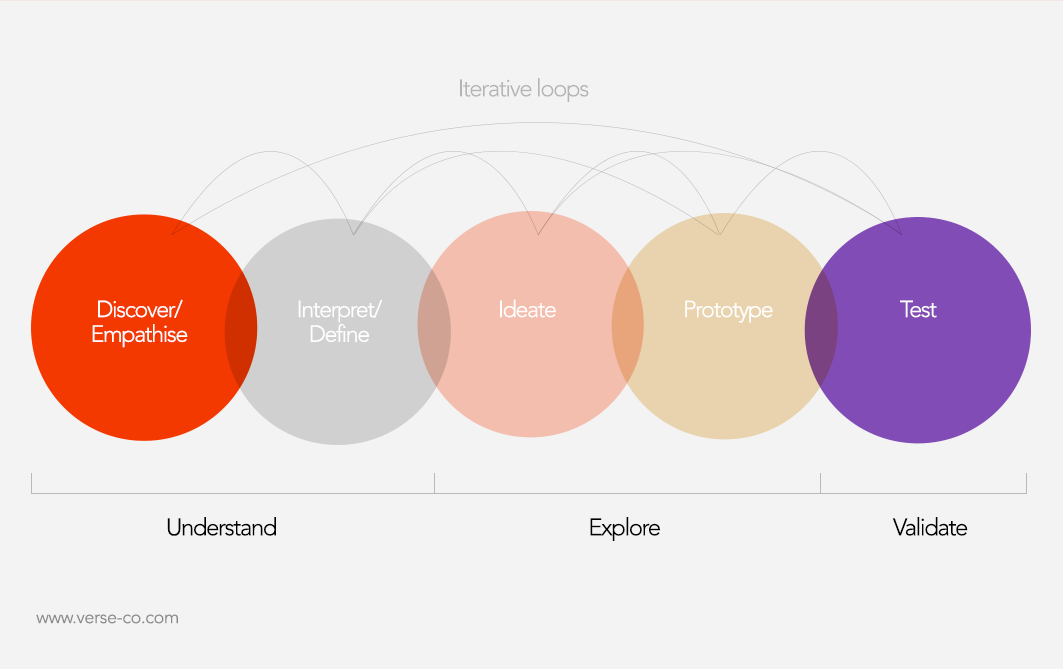 Iterative loops
Discover/
Empathise
Interpret/
Define
Ideate
Prototype
Test
Understand
Explore
Validate
www.verse-co.com